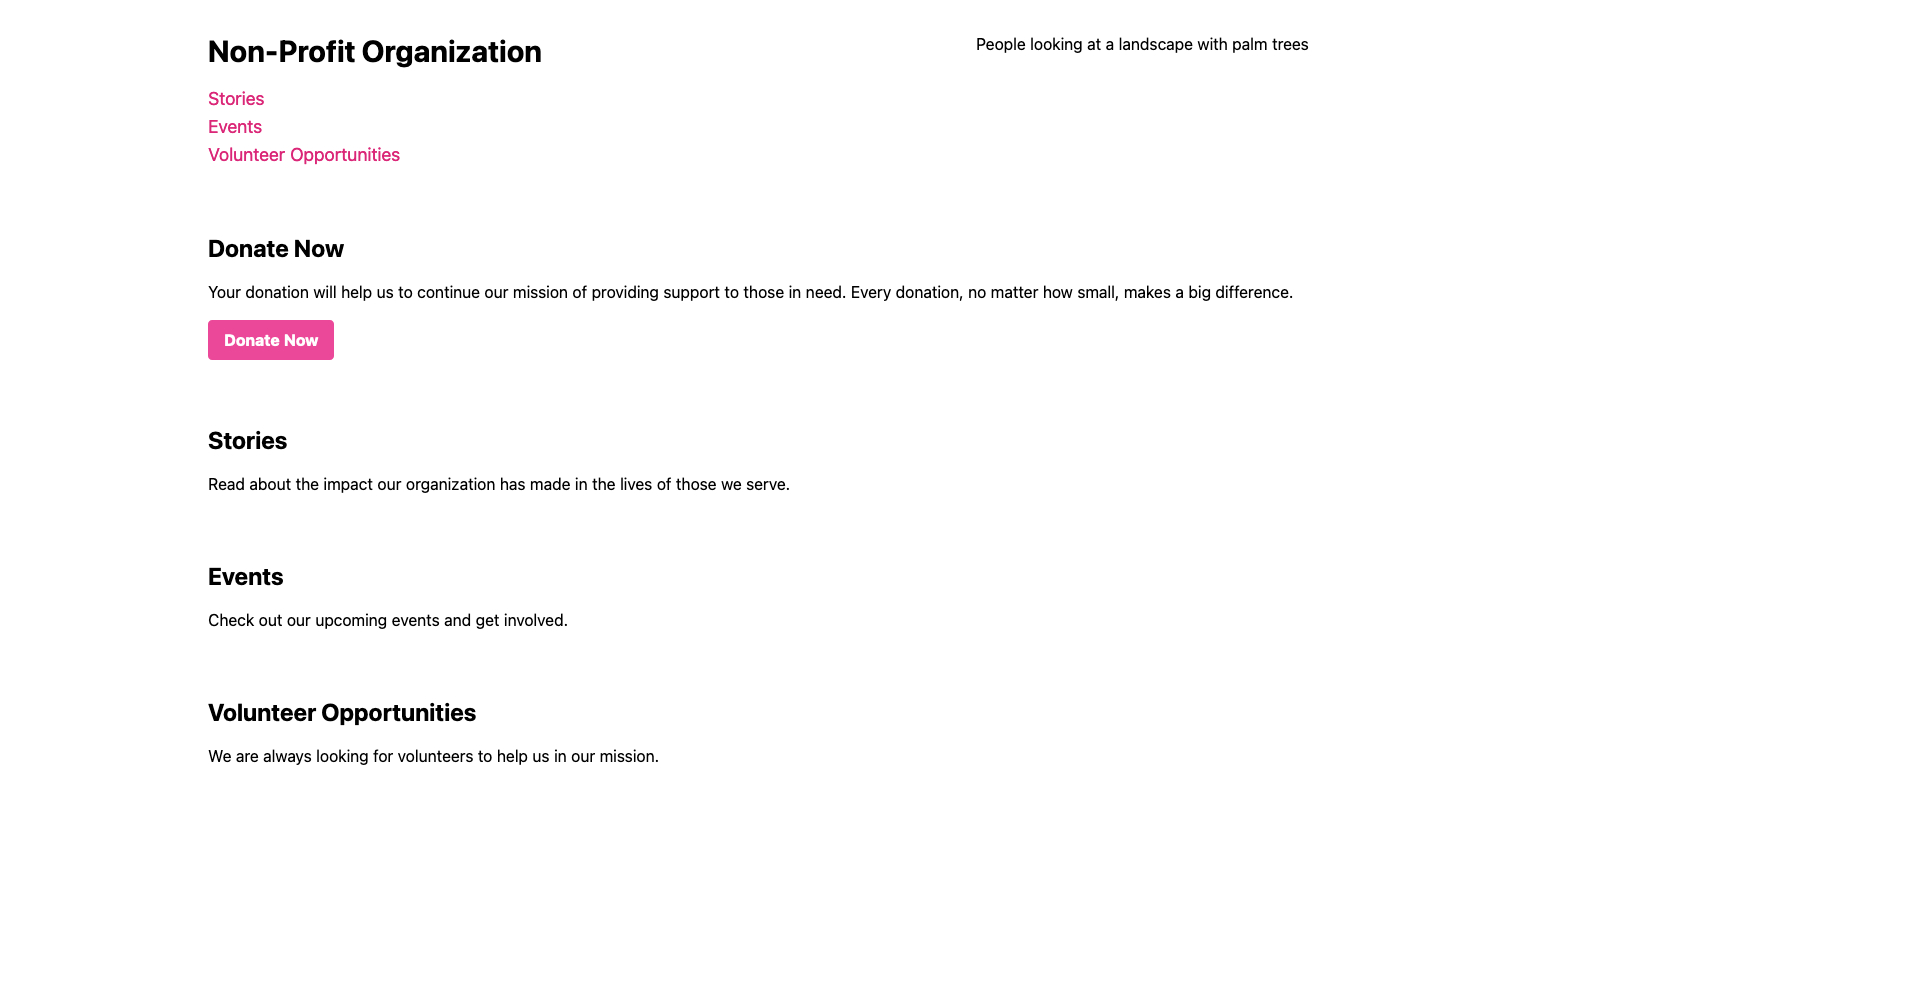 Non-Profit Organization
People looking at a landscape with palm trees
Stories
Events
Volunteer Opportunities
Donate Now
Your donation will help us to continue our mission of providing support to those in need. Every donation, no matter how small, makes a big difference.
Donate Now
Stories
Read about the impact our organization has made in the lives of those we serve.
Events
Check out our upcoming events and get involved.
Volunteer Opportunities
We are always looking for volunteers to help us in our mission.